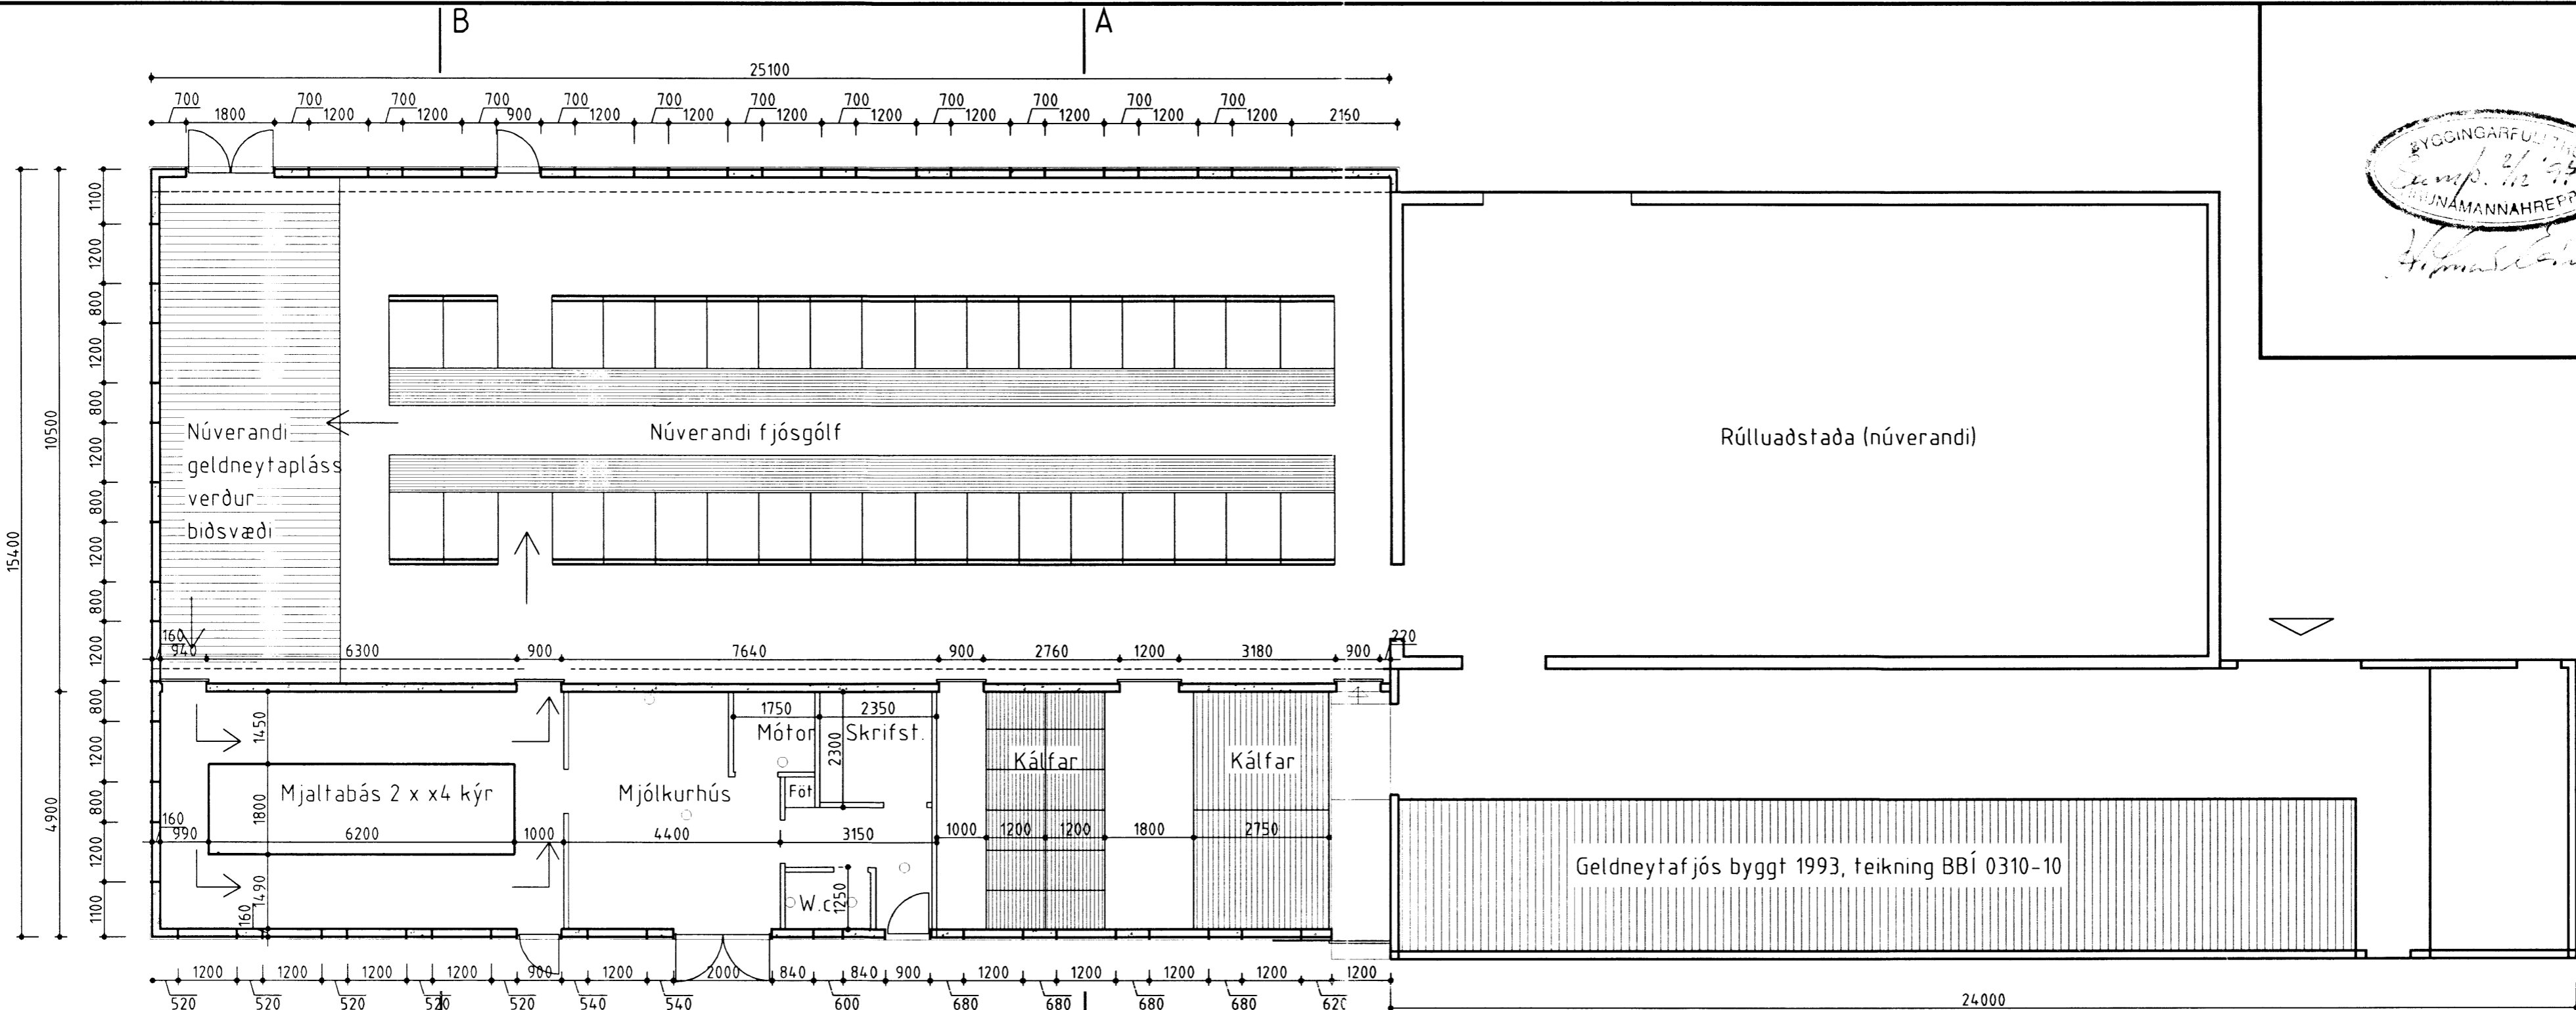 B
A
25100
700 700 700 700 700 700 700 700 700 700 700 700
1800 1200 1200 900 1200 1200 1200 1200 1200 1200 1200 1200 2150
15400
10500
4900
1100
1200
800
1200
800
1200
800
1200
800
1200
800
1200
800
1200
1100
Núverandi
geldneytapláss
verður
biðsvæði
Núverandi fjósgólf
Rúlluaðstaða (núverandi)
160 220
940 6300 900 7640 900 2760 1200 3180 900
1450
1750 2350
Mótor Skrifst.
2300
Kálfar Kálfar
Mjaltabás 2 x x4 kýr
Mjólkurhús
Föt
1800
160
990 6200 1000 4400 3150 1000 1200 1200 1800 2750
1490
160
W.c
1250
Geldneytafjós byggt 1993, teikning BBÍ 0310-10
1200 1200 1200 1200 900 1200 2000 840 840 900 1200 1200 1200 1200 1200
520 520 520 520 520 540 540 600 680 680 680 680 620
24000